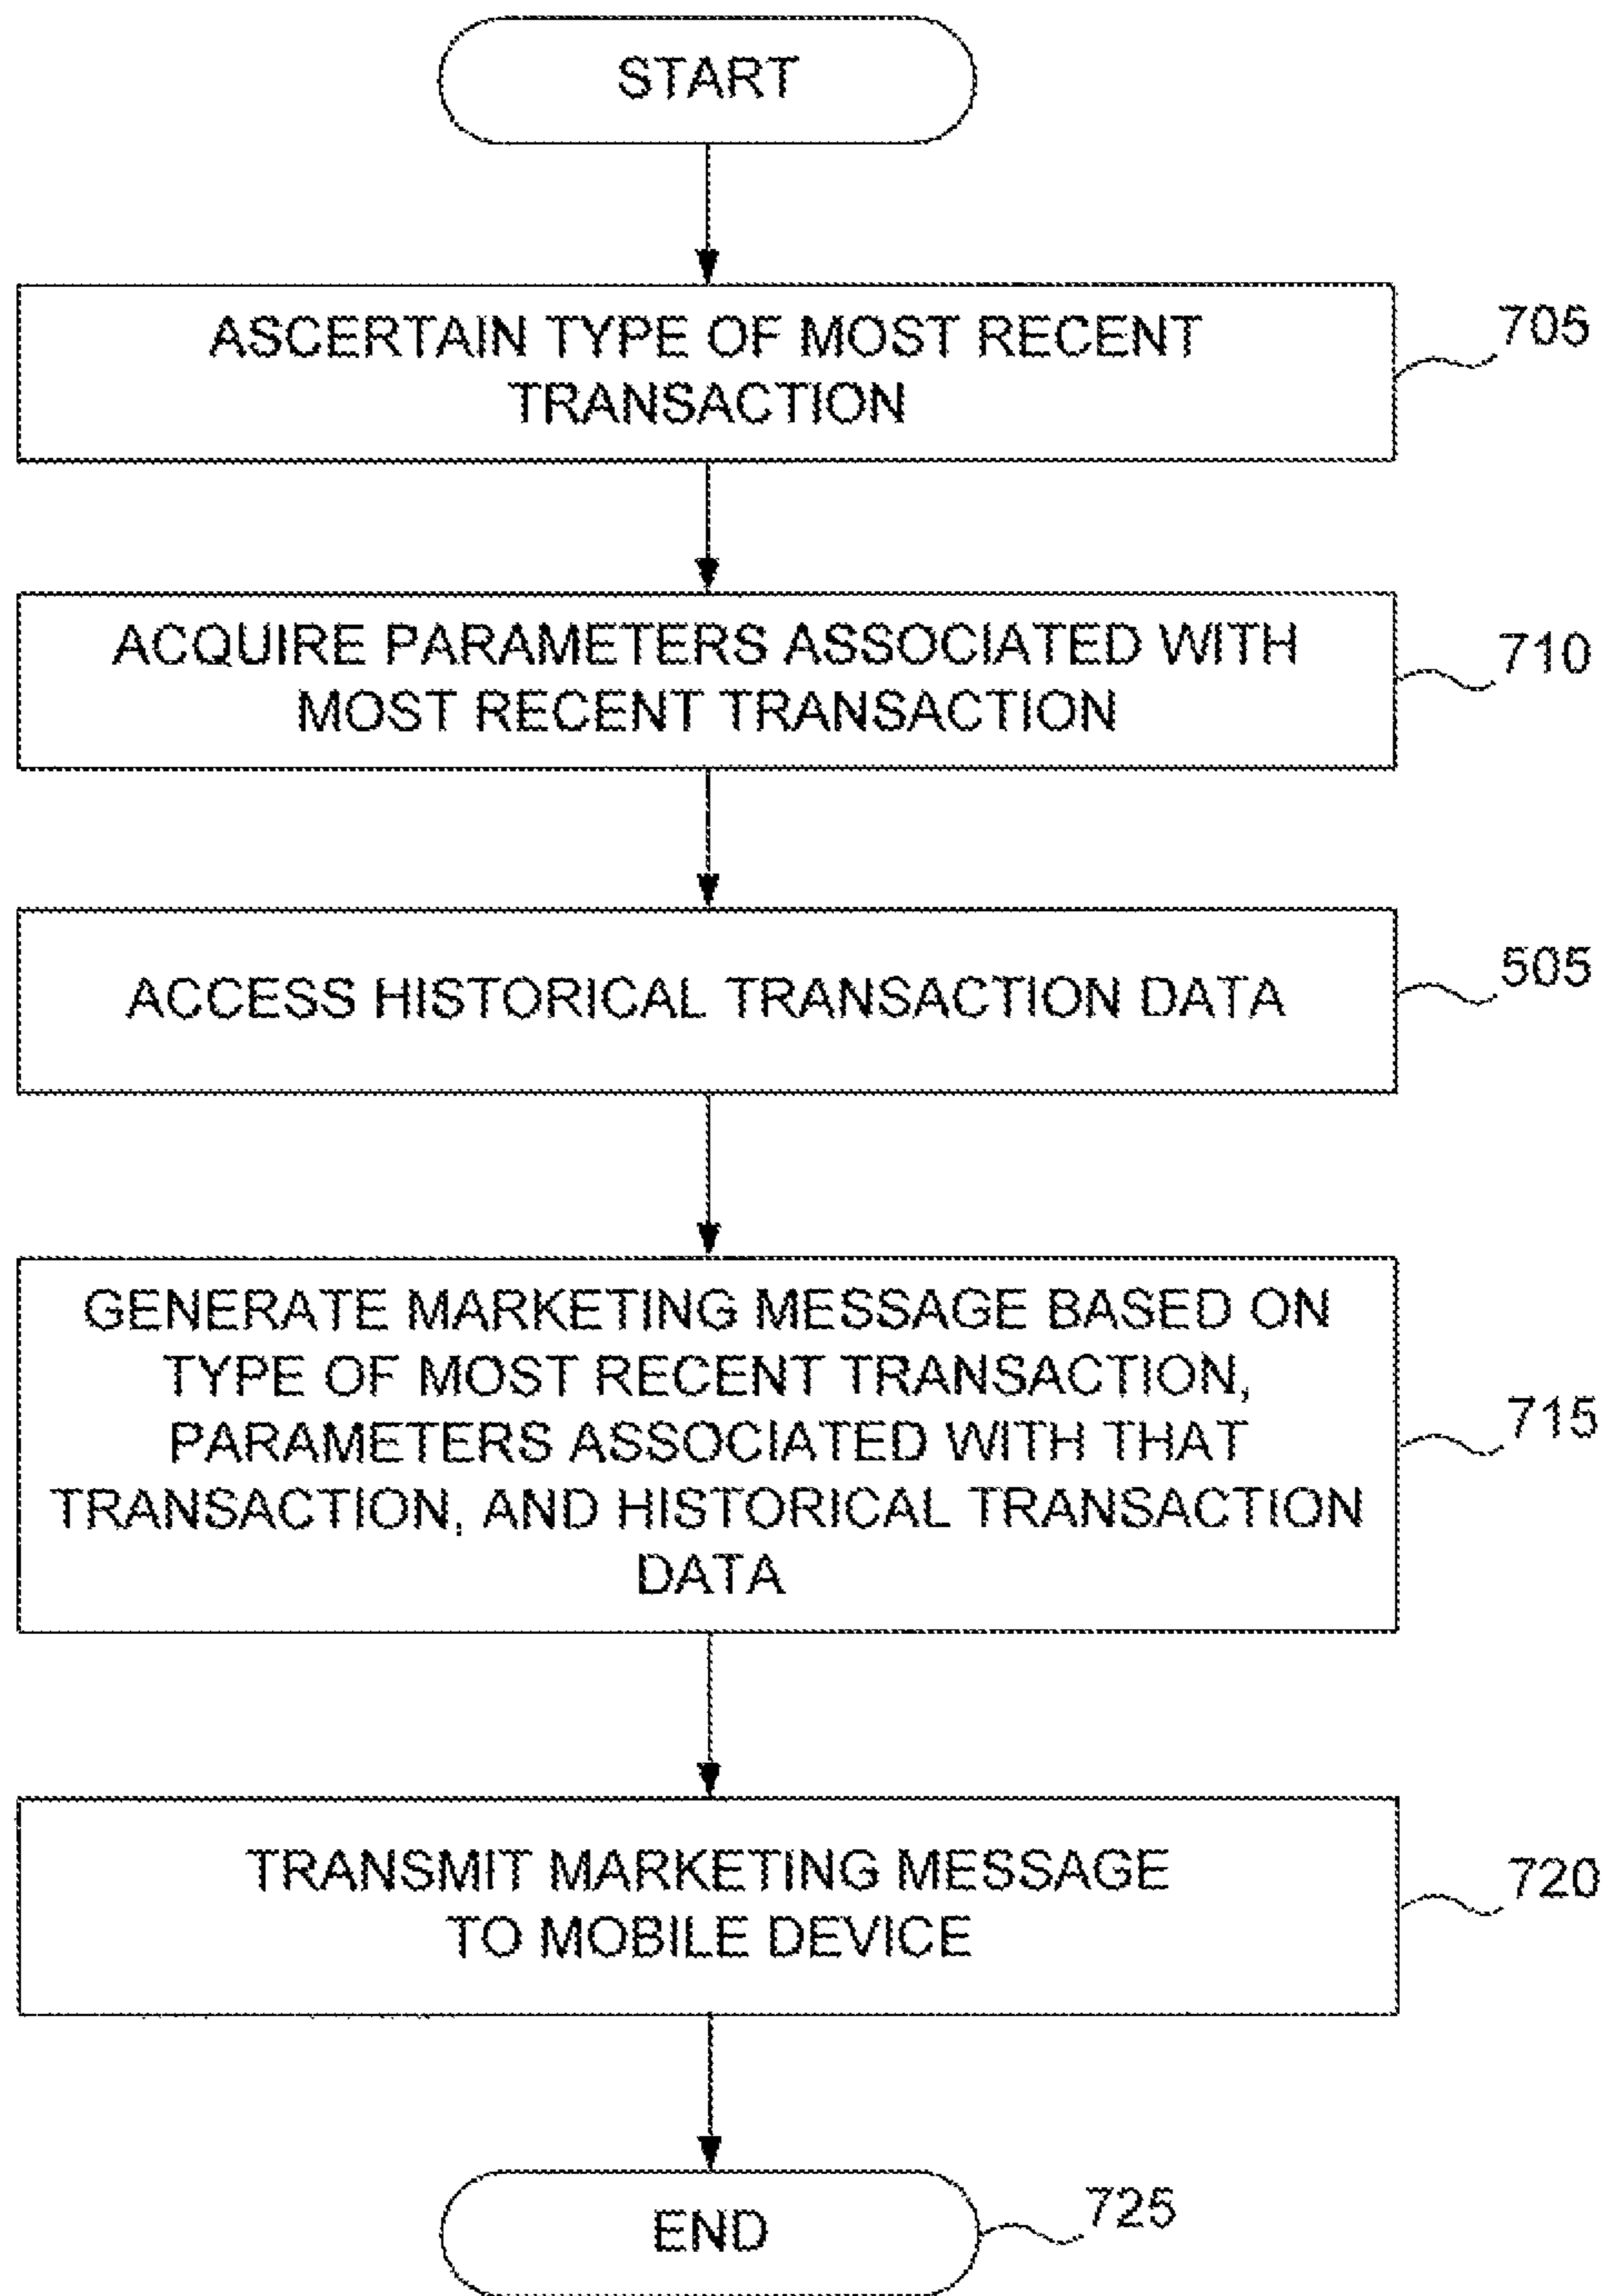 START
ASCERTAIN TYPE OF MOST RECENT
TRANSACTION
705
ACQUIRE PARAMETERS ASSOCIATED WITH
MOST RECENT TRANSACTION
710
ACCESS HISTORICAL TRANSACTION DATA
505
GENERATE MARKETING MESSAGE BASED ON
TYPE OF MOST RECENT TRANSACTION,
PARAMETERS ASSOCIATED WITH THAT
TRANSACTION, AND HISTORICAL TRANSACTION
DATA
715
TRANSMIT MARKETING MESSAGE
TO MOBILE DEVICE
720
END
725